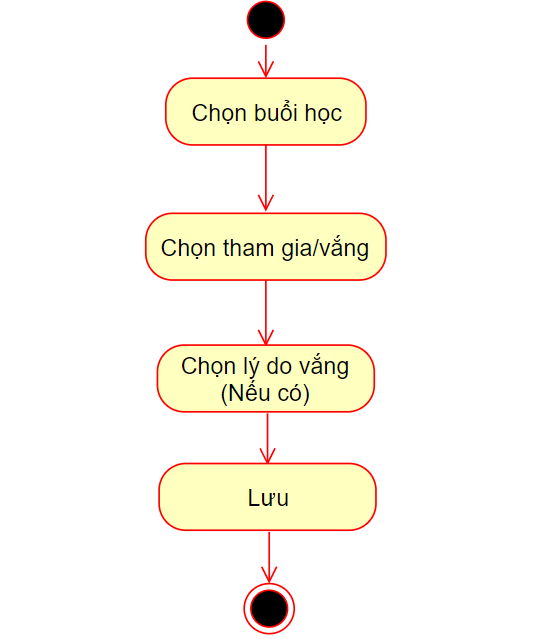 Chọn buổi học
Chọn tham gia/vắng
Chọn lý do vắng
(Nếu có)
Lưu